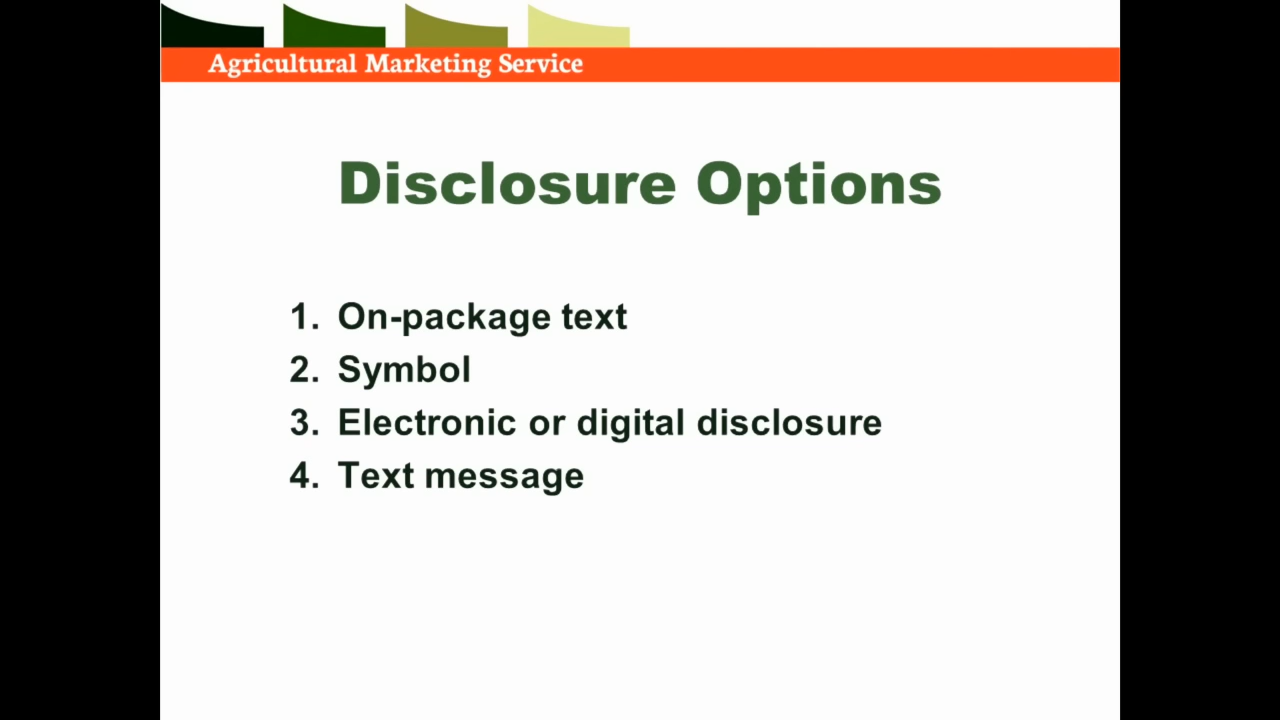 Agricultural Marketing Service
Disclosure Options
1. On-package text
2. Symbol
3. Electronic or digital disclosure
4. Text message